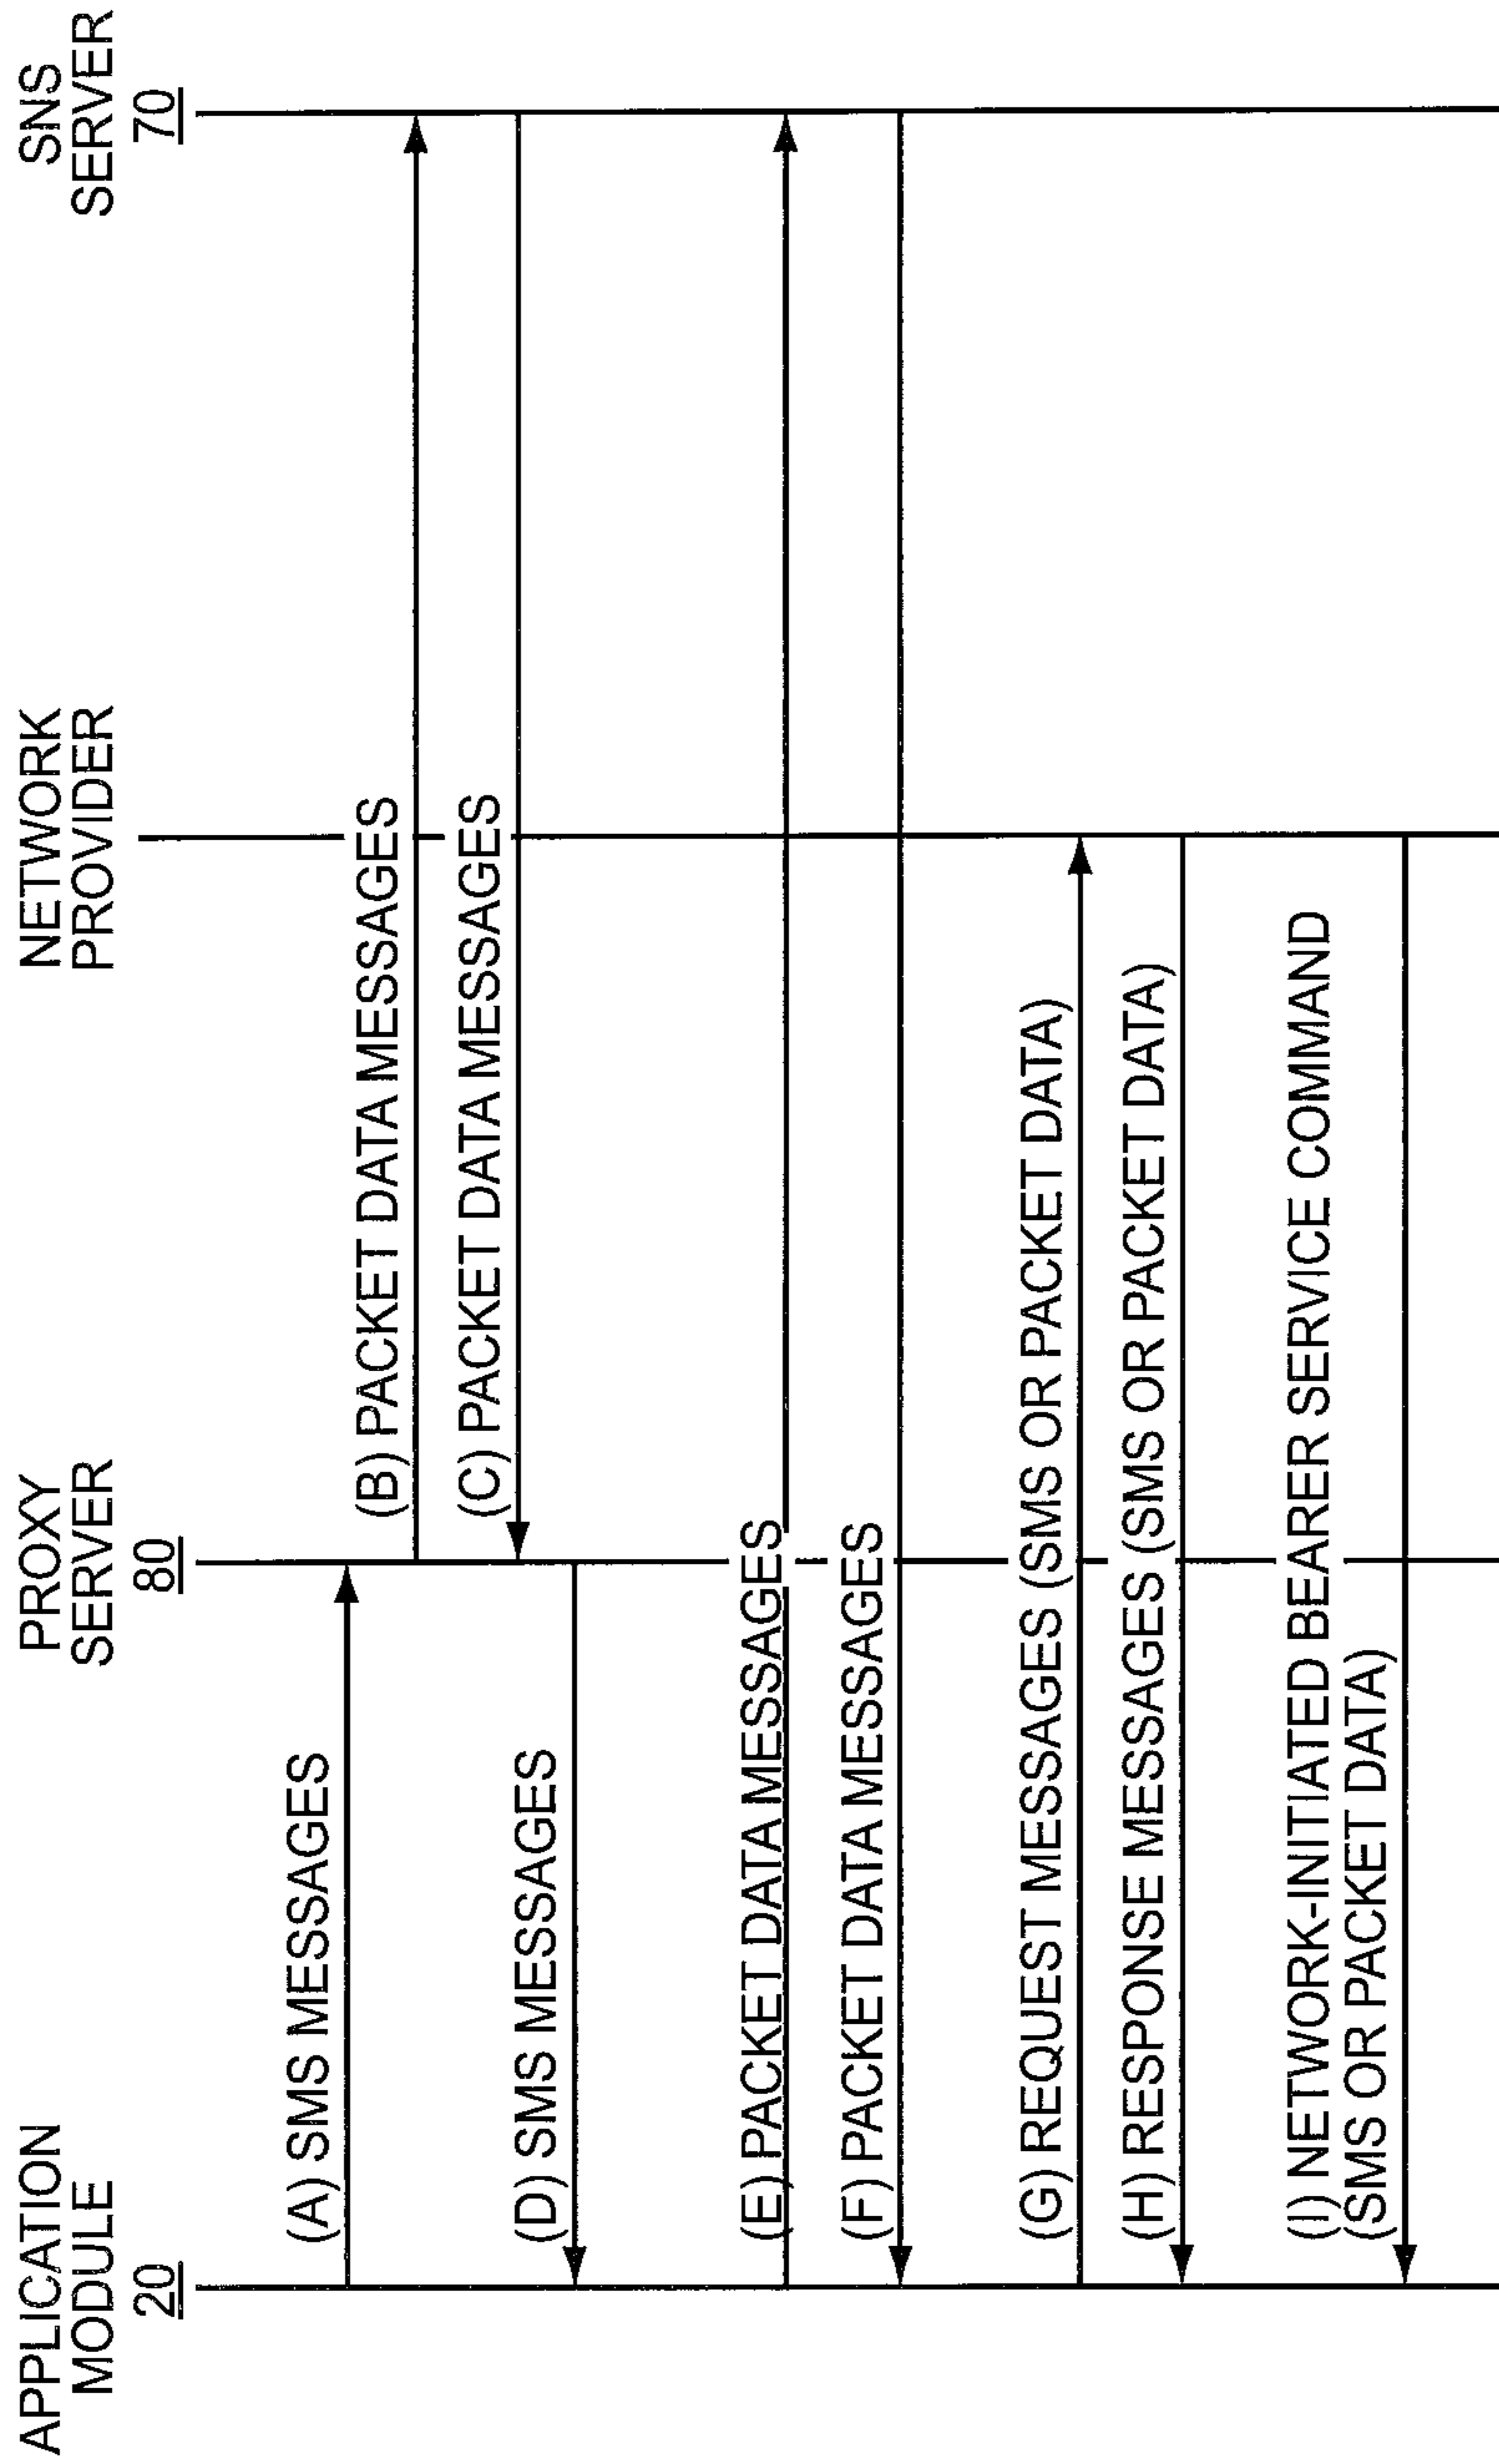 APPLICATION
MODULE
20
PROXY
SERVER
80
NETWORK
PROVIDER
SNS
SERVER
70
(A) SMS MESSAGES
(B) PACKET DATA MESSAGES
(C) PACKET DATA MESSAGES
(D) SMS MESSAGES
(E) PACKET DATA MESSAGES
(F) PACKET DATA MESSAGES
(G) REQUEST MESSAGES (SMS OR PACKET DATA)
(H) RESPONSE MESSAGES (SMS OR PACKET DATA)
(I) NETWORK-INITIATED BEARER SERVICE COMMAND
(SMS OR PACKET DATA)